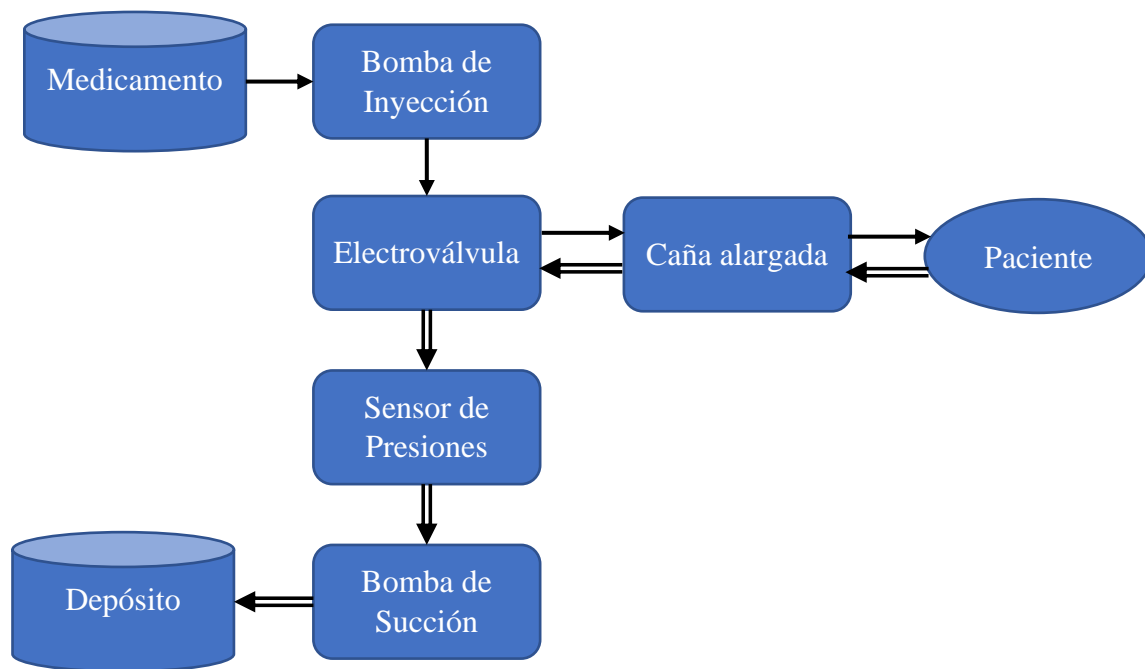 Medicamento
Bomba de
Inyección
Electroválvula
Caña alargada
Paciente
Sensor de
Presiones
Depósito
Bomba de
Succión